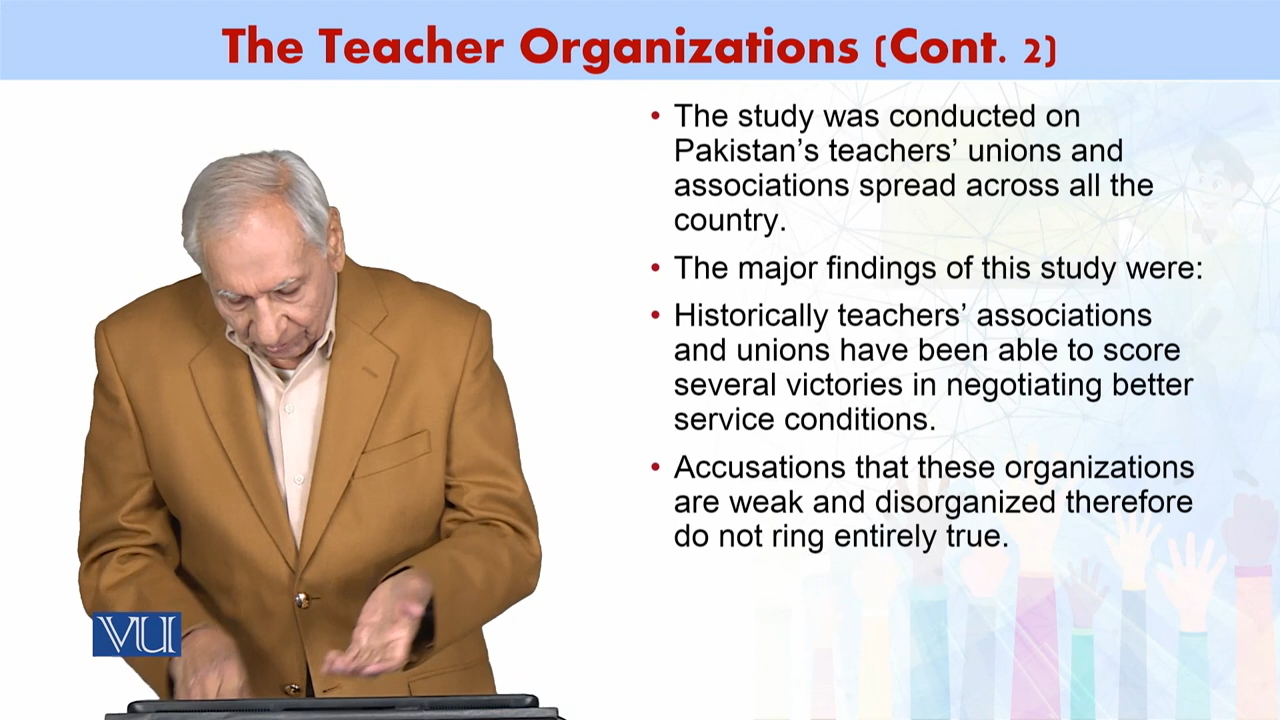 The Teacher Organizations (Cont. 2)
• The study was conducted on
Pakistan’s teachers’ unions and
associations spread across all the
country.
• The major findings of this study were:
• Historically teachers’ associations
and unions have been able to score
several victories in negotiating better
service conditions.
• Accusations that these organizations
are weak and disorganized therefore
do not ring entirely true.
VU